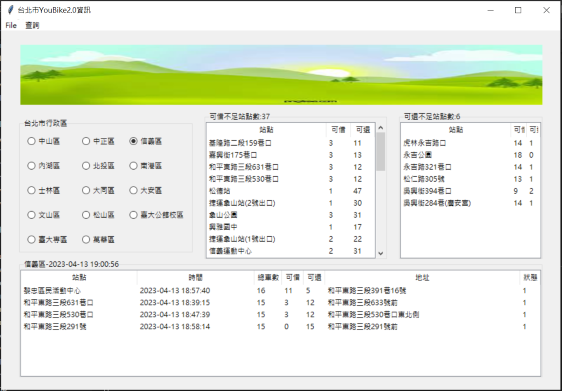 台北市YouBike2.0資訊
File 查詢
台北市行政區
中山區 中正區 信義區
內湖區 北投區 南港區
士林區 大同區 大安區
文山區 松山區 臺大公館校區
臺大專區 萬華區
可借不足站點數:37
站點 可借 可還
基隆路二段159巷口 3 11
嘉興街175巷口 3 13
和平東路三段631巷口 3 12
和平東路三段530巷口 3 12
松德站 1 47
捷運象山站(2號出口) 1 30
象山公園 3 31
興雅國中 1 17
捷運象山站(1號出口) 2 22
信義運動中心 2 31
可還不足站點數:6
站點
虎林永吉路口 14 1
永吉公園 18 0
永吉路321巷口 14 1
松仁路305號 13 1
吳興街394巷口 9 2
吳興街284巷(慶安宮) 14 1
信義區-2023-04-13 19:00:56
站點 時間 總車數 可借 可還 地址 狀態
黎忠區民活動中心 2023-04-13 18:57:40 16 11 5 和平東路三段391巷16號 1
和平東路三段631巷口 2023-04-13 18:39:15 15 3 12 和平東路三段633號前 1
和平東路三段530巷口 2023-04-13 18:47:39 15 3 12 和平東路三段530巷口東北側 1
和平東路三段291號 2023-04-13 18:58:14 15 0 15 和平東路三段291號前 1